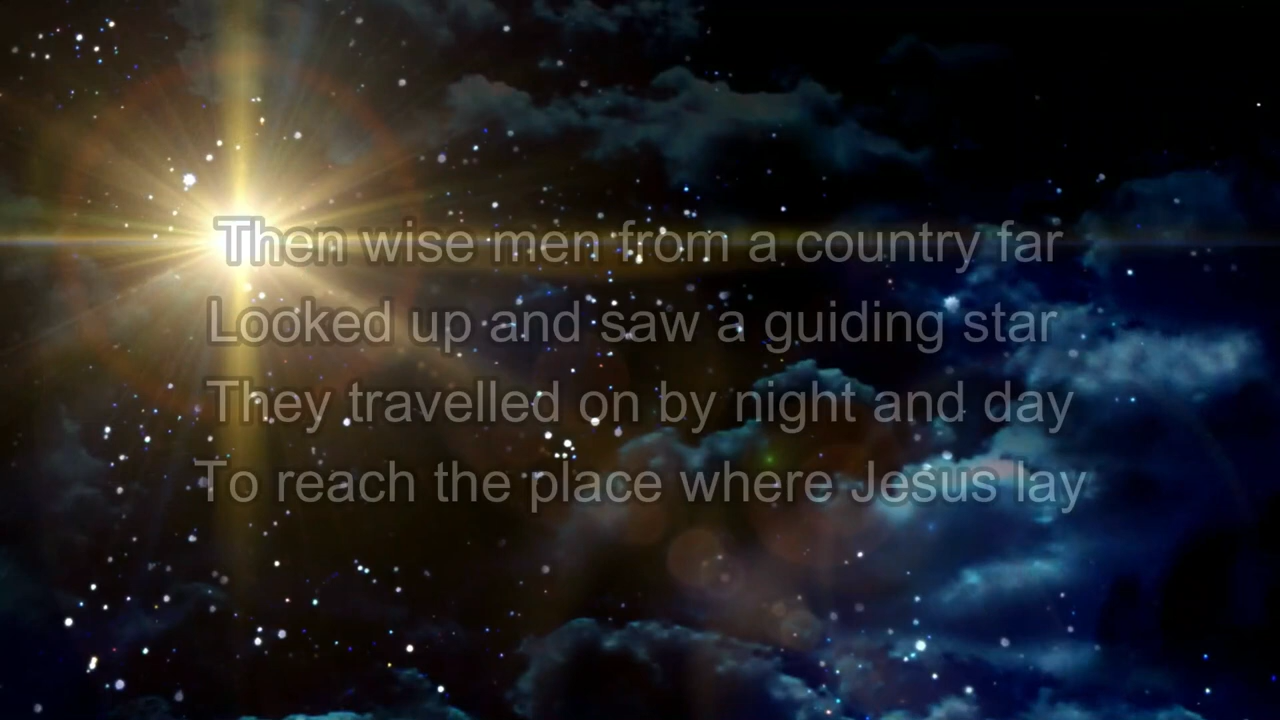 Then wise men from a country far
Looked up and saw a guiding star
They travelled on by night and day
To reach the place where Jesus lay